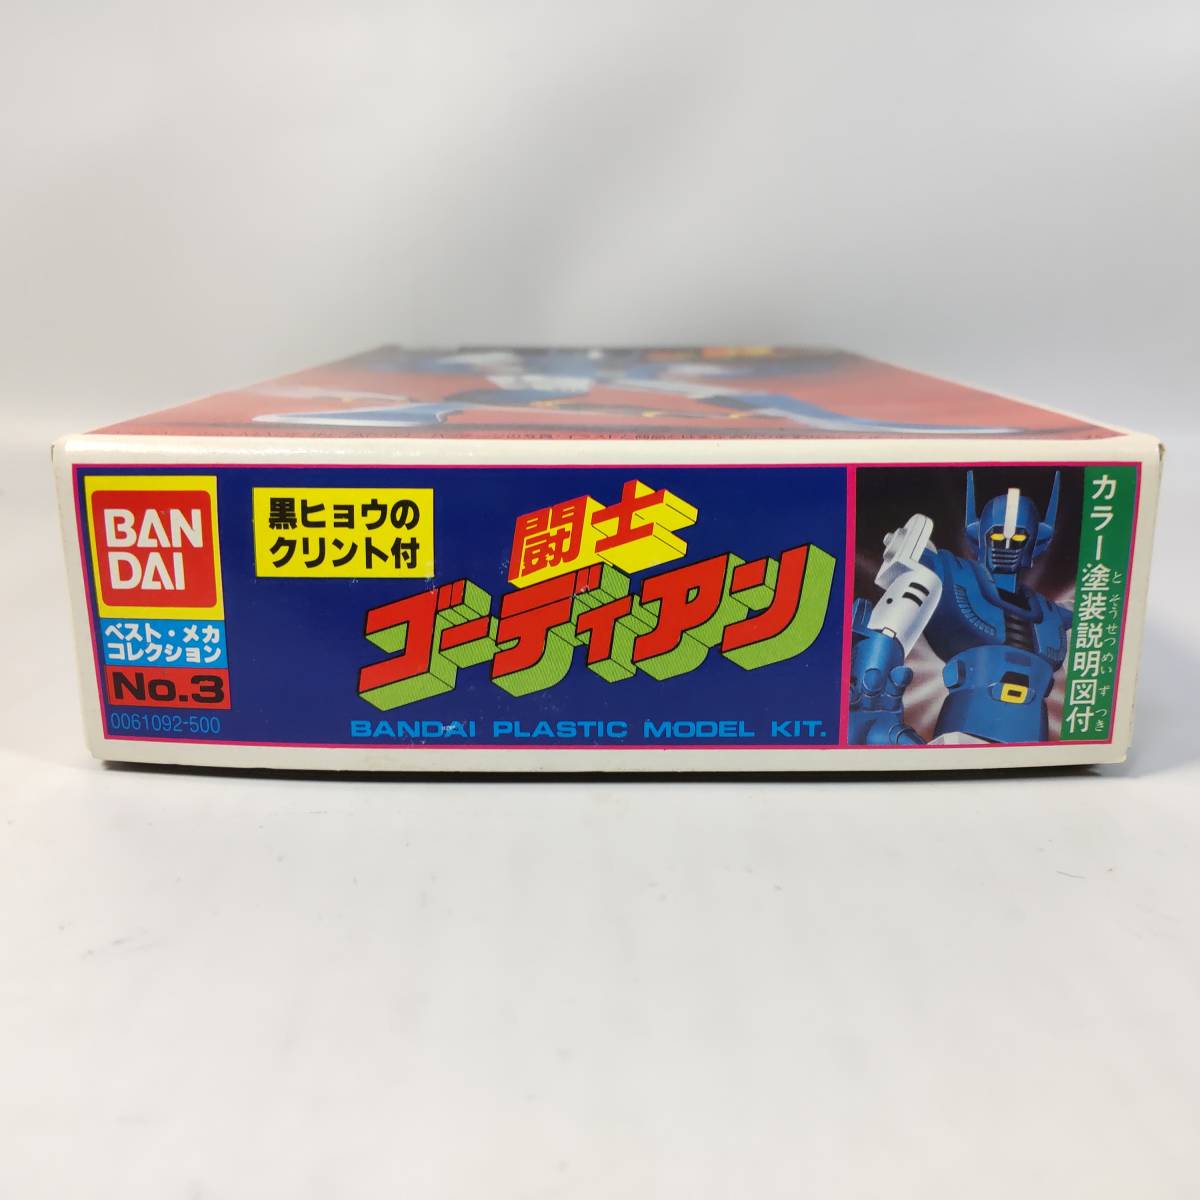 BAN
DAI
ベスト・メカ
コレクション
No.3
0061092-500
黒ヒョウの
クリント付
闘士
ゴーディアン
BANDAI PLASTIC MODEL KIT.
カラー塗装説明図付
とそうせつめいずつき